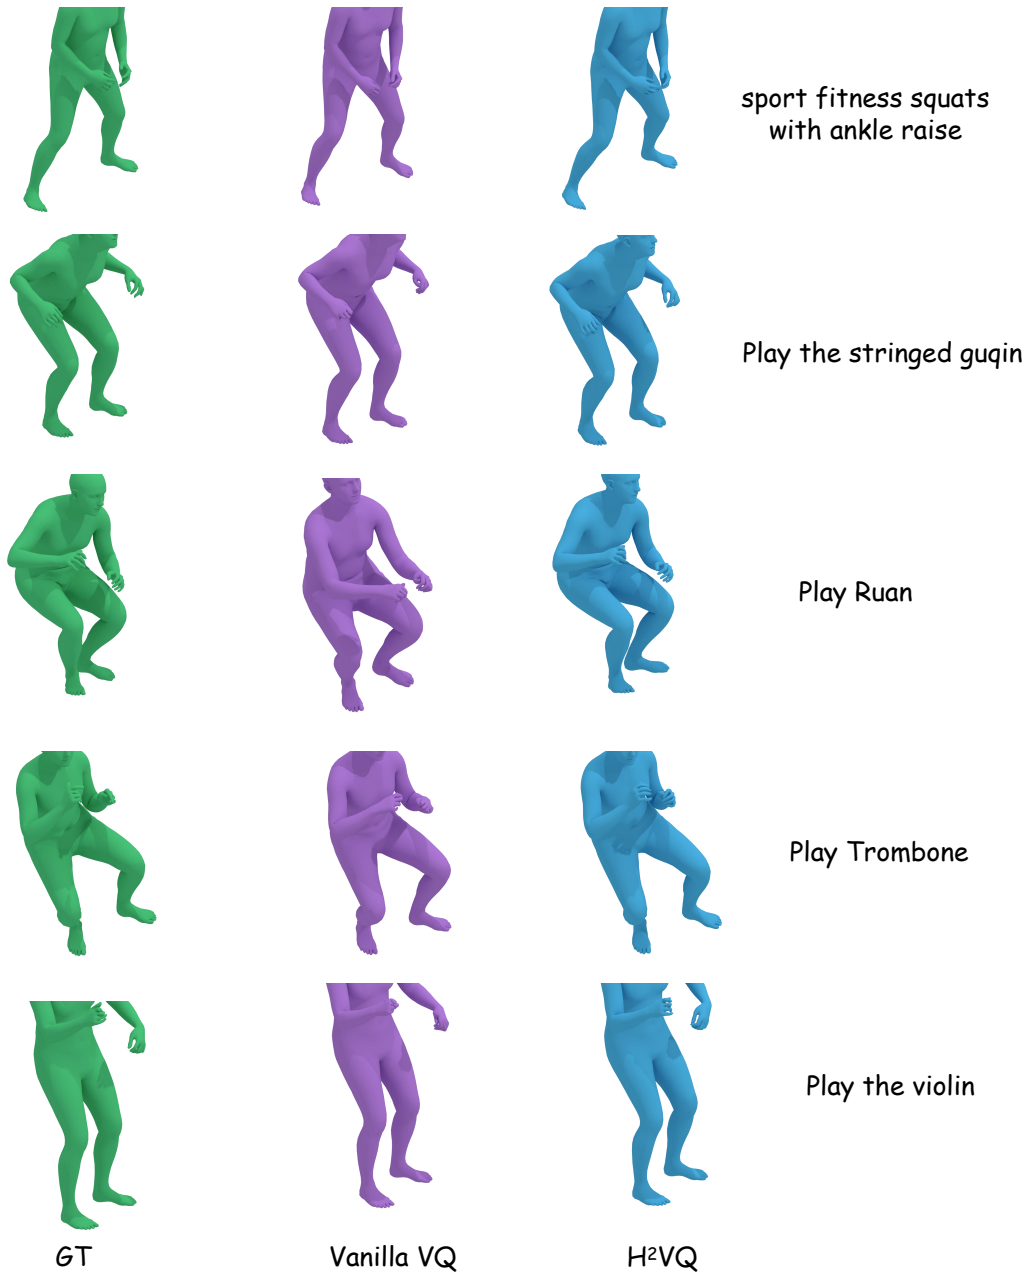 sport fitness squats
with ankle raise
Play the stringed guqin
Play Ruan
Play Trombone
Play the violin
GT
Vanilla VQ
H²VQ